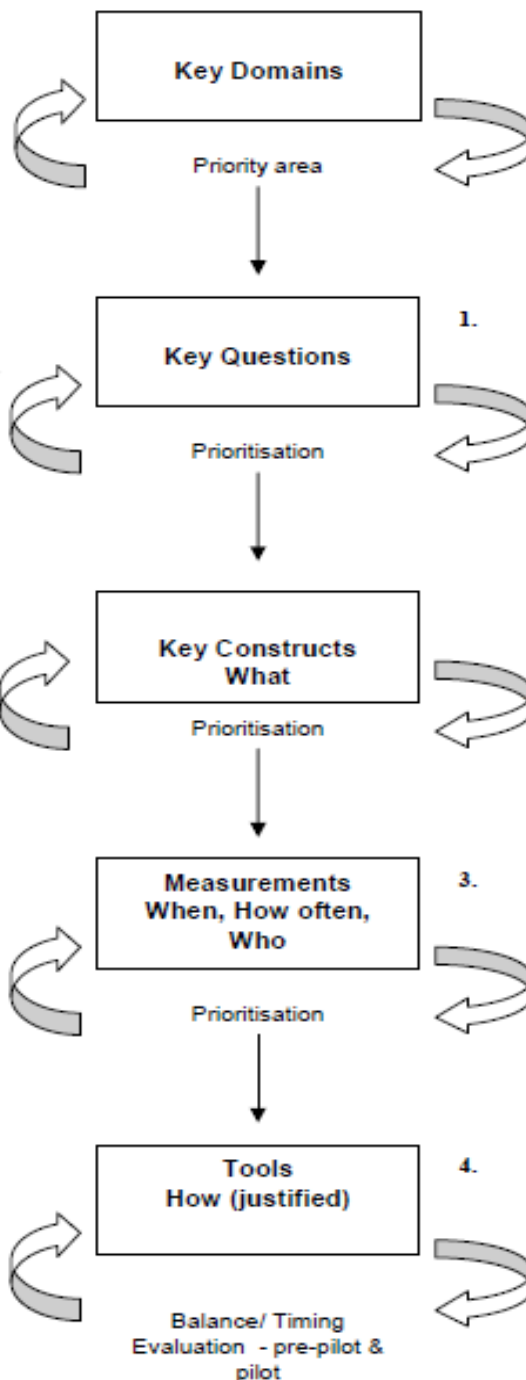 Key Domains
Priority area
1.
Key Questions
Prioritisation
Key Constructs
What
Prioritisation
Measurements
3.
When, How often,
Who
Prioritisation
Tools
4.
How (justified)
Balance/ Timing
Evaluation - pre-pilot &
pilot